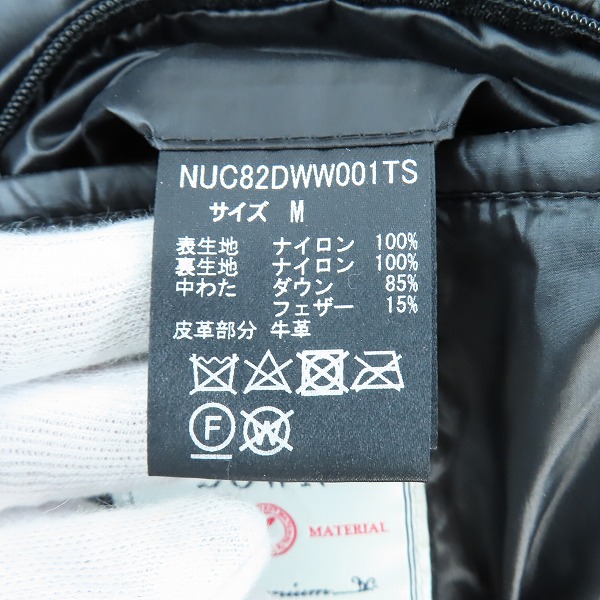 NUC82DWW001TS
サイズ M
表生地 ナイロン 100%
裏生地 ナイロン 100%
中わた ダウン 85%
フェザー 15%
皮革部分 牛革
F W
MATERIAL